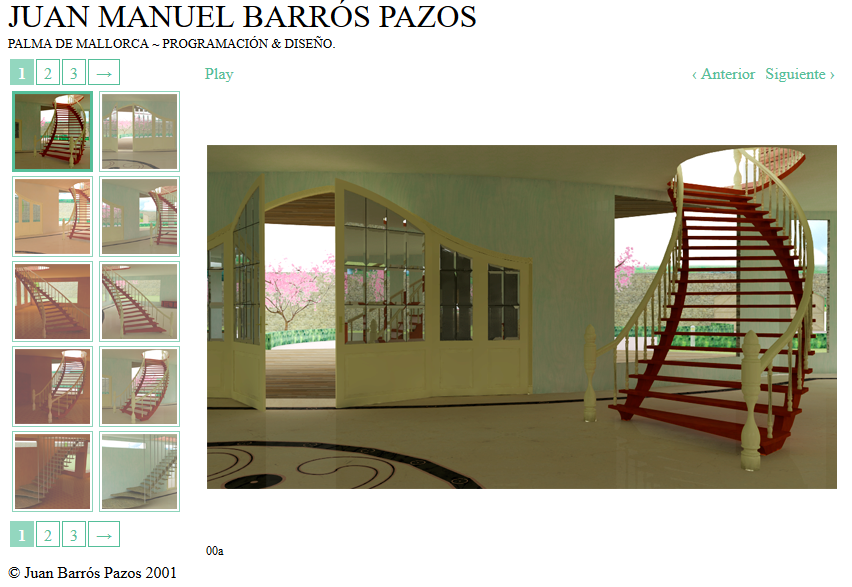 JUAN MANUEL BARRÓS PAZOS
PALMA DE MALLORCA ~ PROGRAMACIÓN & DISEÑO.
1 2 3 →
Play
‹ Anterior Siguiente ›
00a
1 2 3 →
© Juan Barrós Pazos 2001